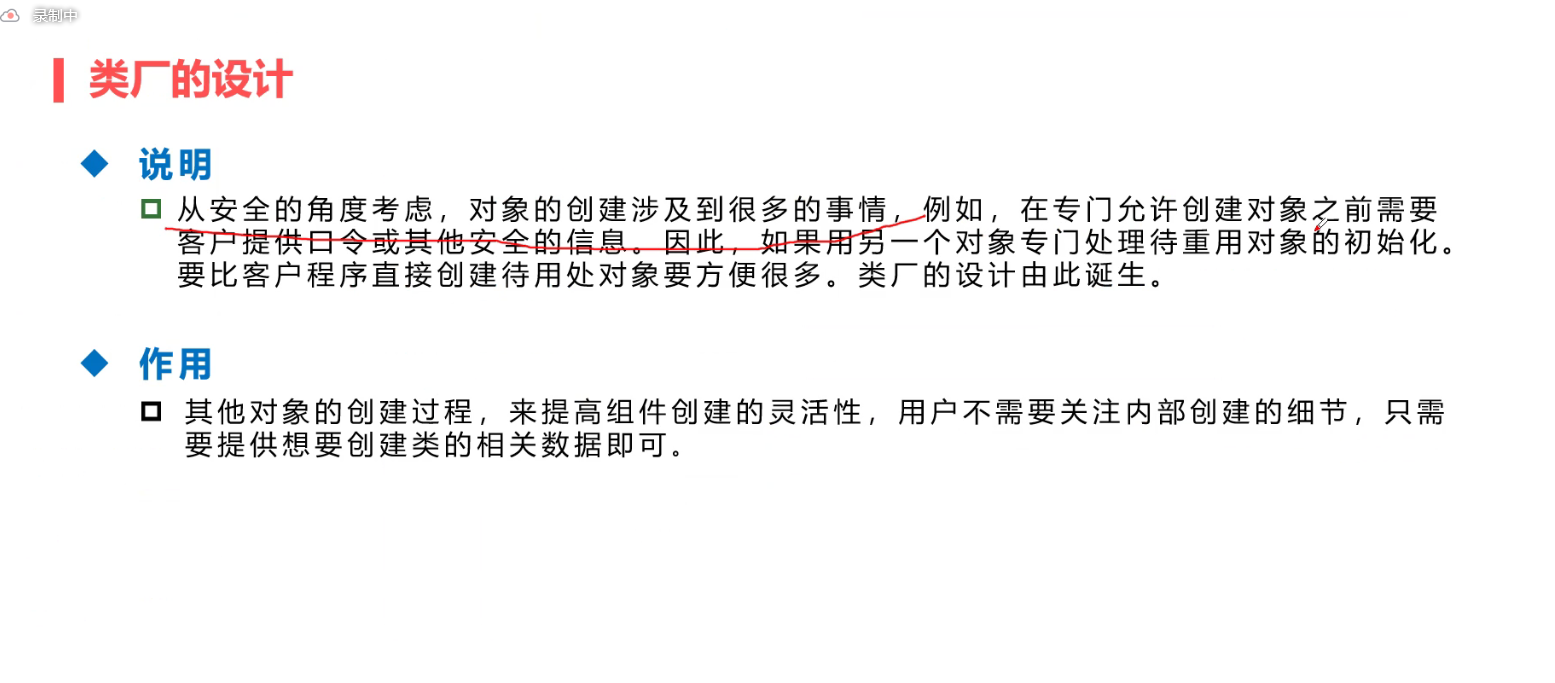 录制中
类厂的设计
说明
从安全的角度考虑，对象的创建涉及到很多的事情，例如，在专门允许创建对象之前需要
客户提供口令或其他安全的信息。因此，如果用另一个对象专门处理待重用对象的初始化。
要比客户程序直接创建待用处对象要方便很多。类厂的设计由此诞生。
作用
其他对象的创建过程，来提高组件创建的灵活性，用户不需要关注内部创建的细节，只需
要提供想要创建类的相关数据即可。